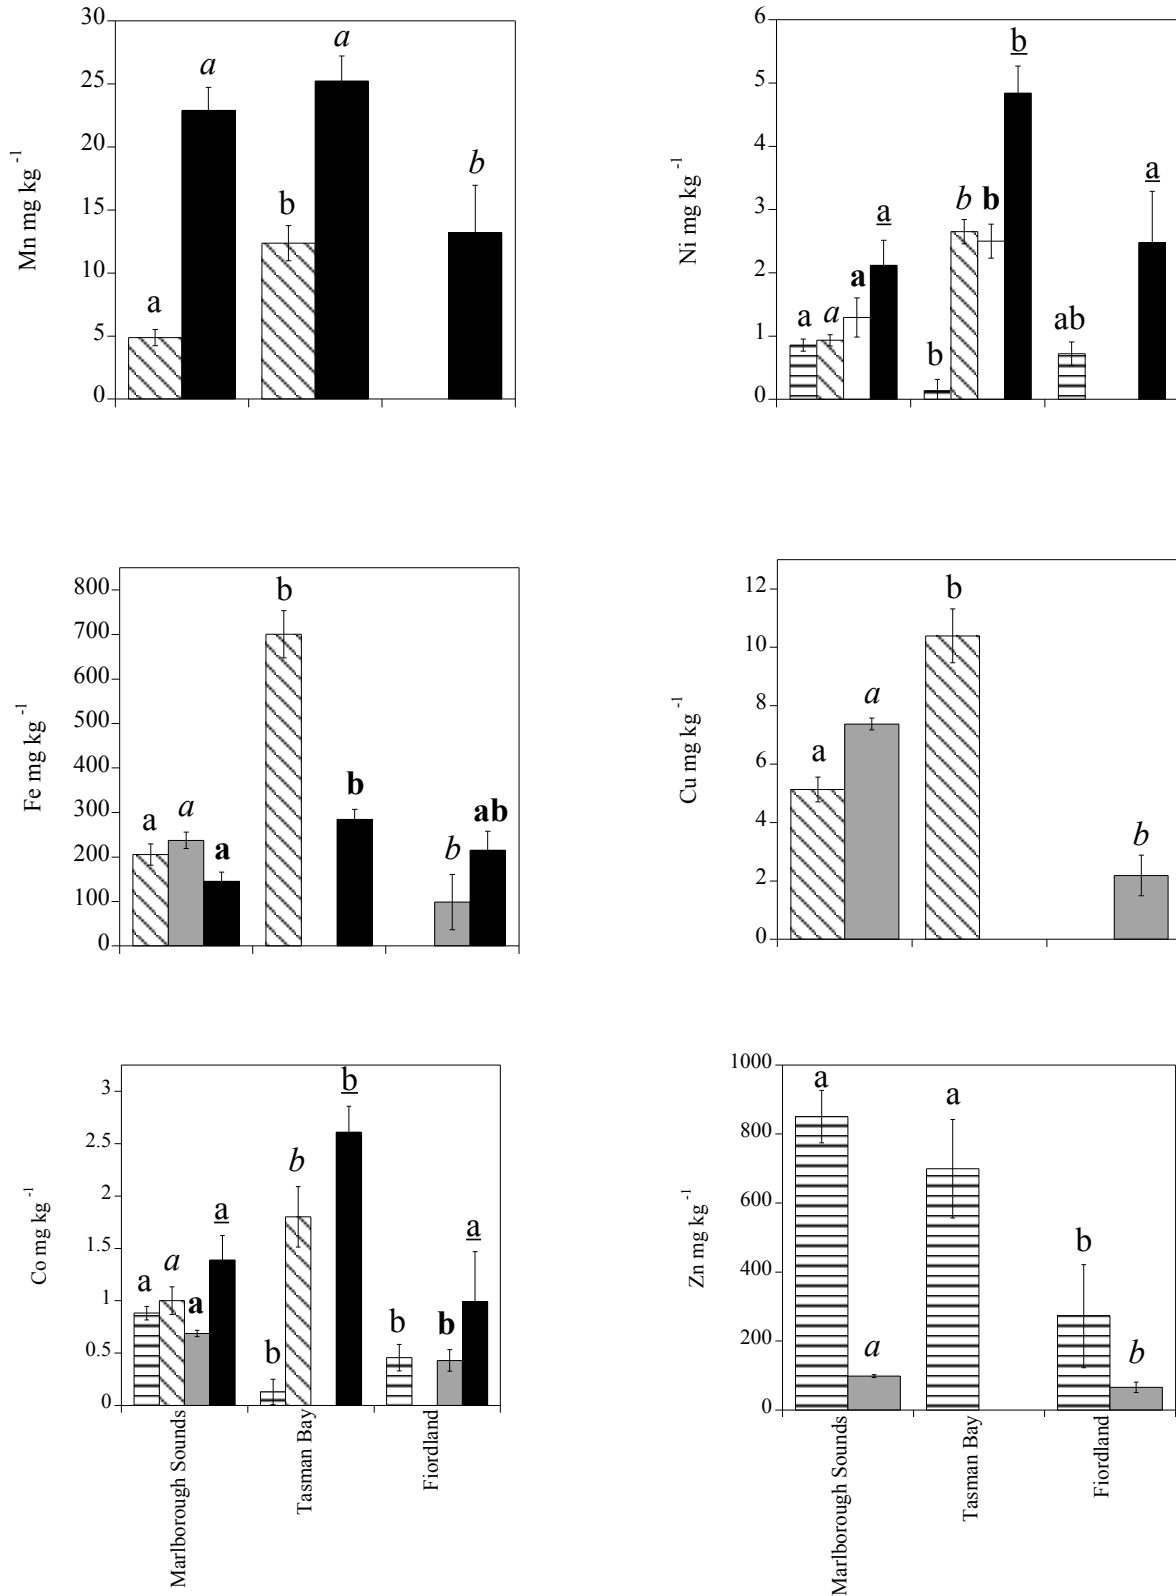 30
25
20
15
10
5
0
Mn mg kg -1
a
a
b
a
b
6
5
4
3
2
1
0
Ni mg kg -1
a
a
a
a
b
b
b
b
ab
a
800
700
600
500
400
300
200
100
0
Fe mg kg -1
a
a
a
b
b
b
ab
12
10
8
6
4
2
0
Cu mg kg -1
a
a
b
b
3
2.5
2
1.5
1
0.5
0
Co mg kg -1
a
a
a
a
b
b
b
b
b
a
Marlborough Sounds
Tasman Bay
Fiordland
1000
800
600
400
200
0
Zn mg kg -1
a
a
a
b
b
Marlborough Sounds
Tasman Bay
Fiordland